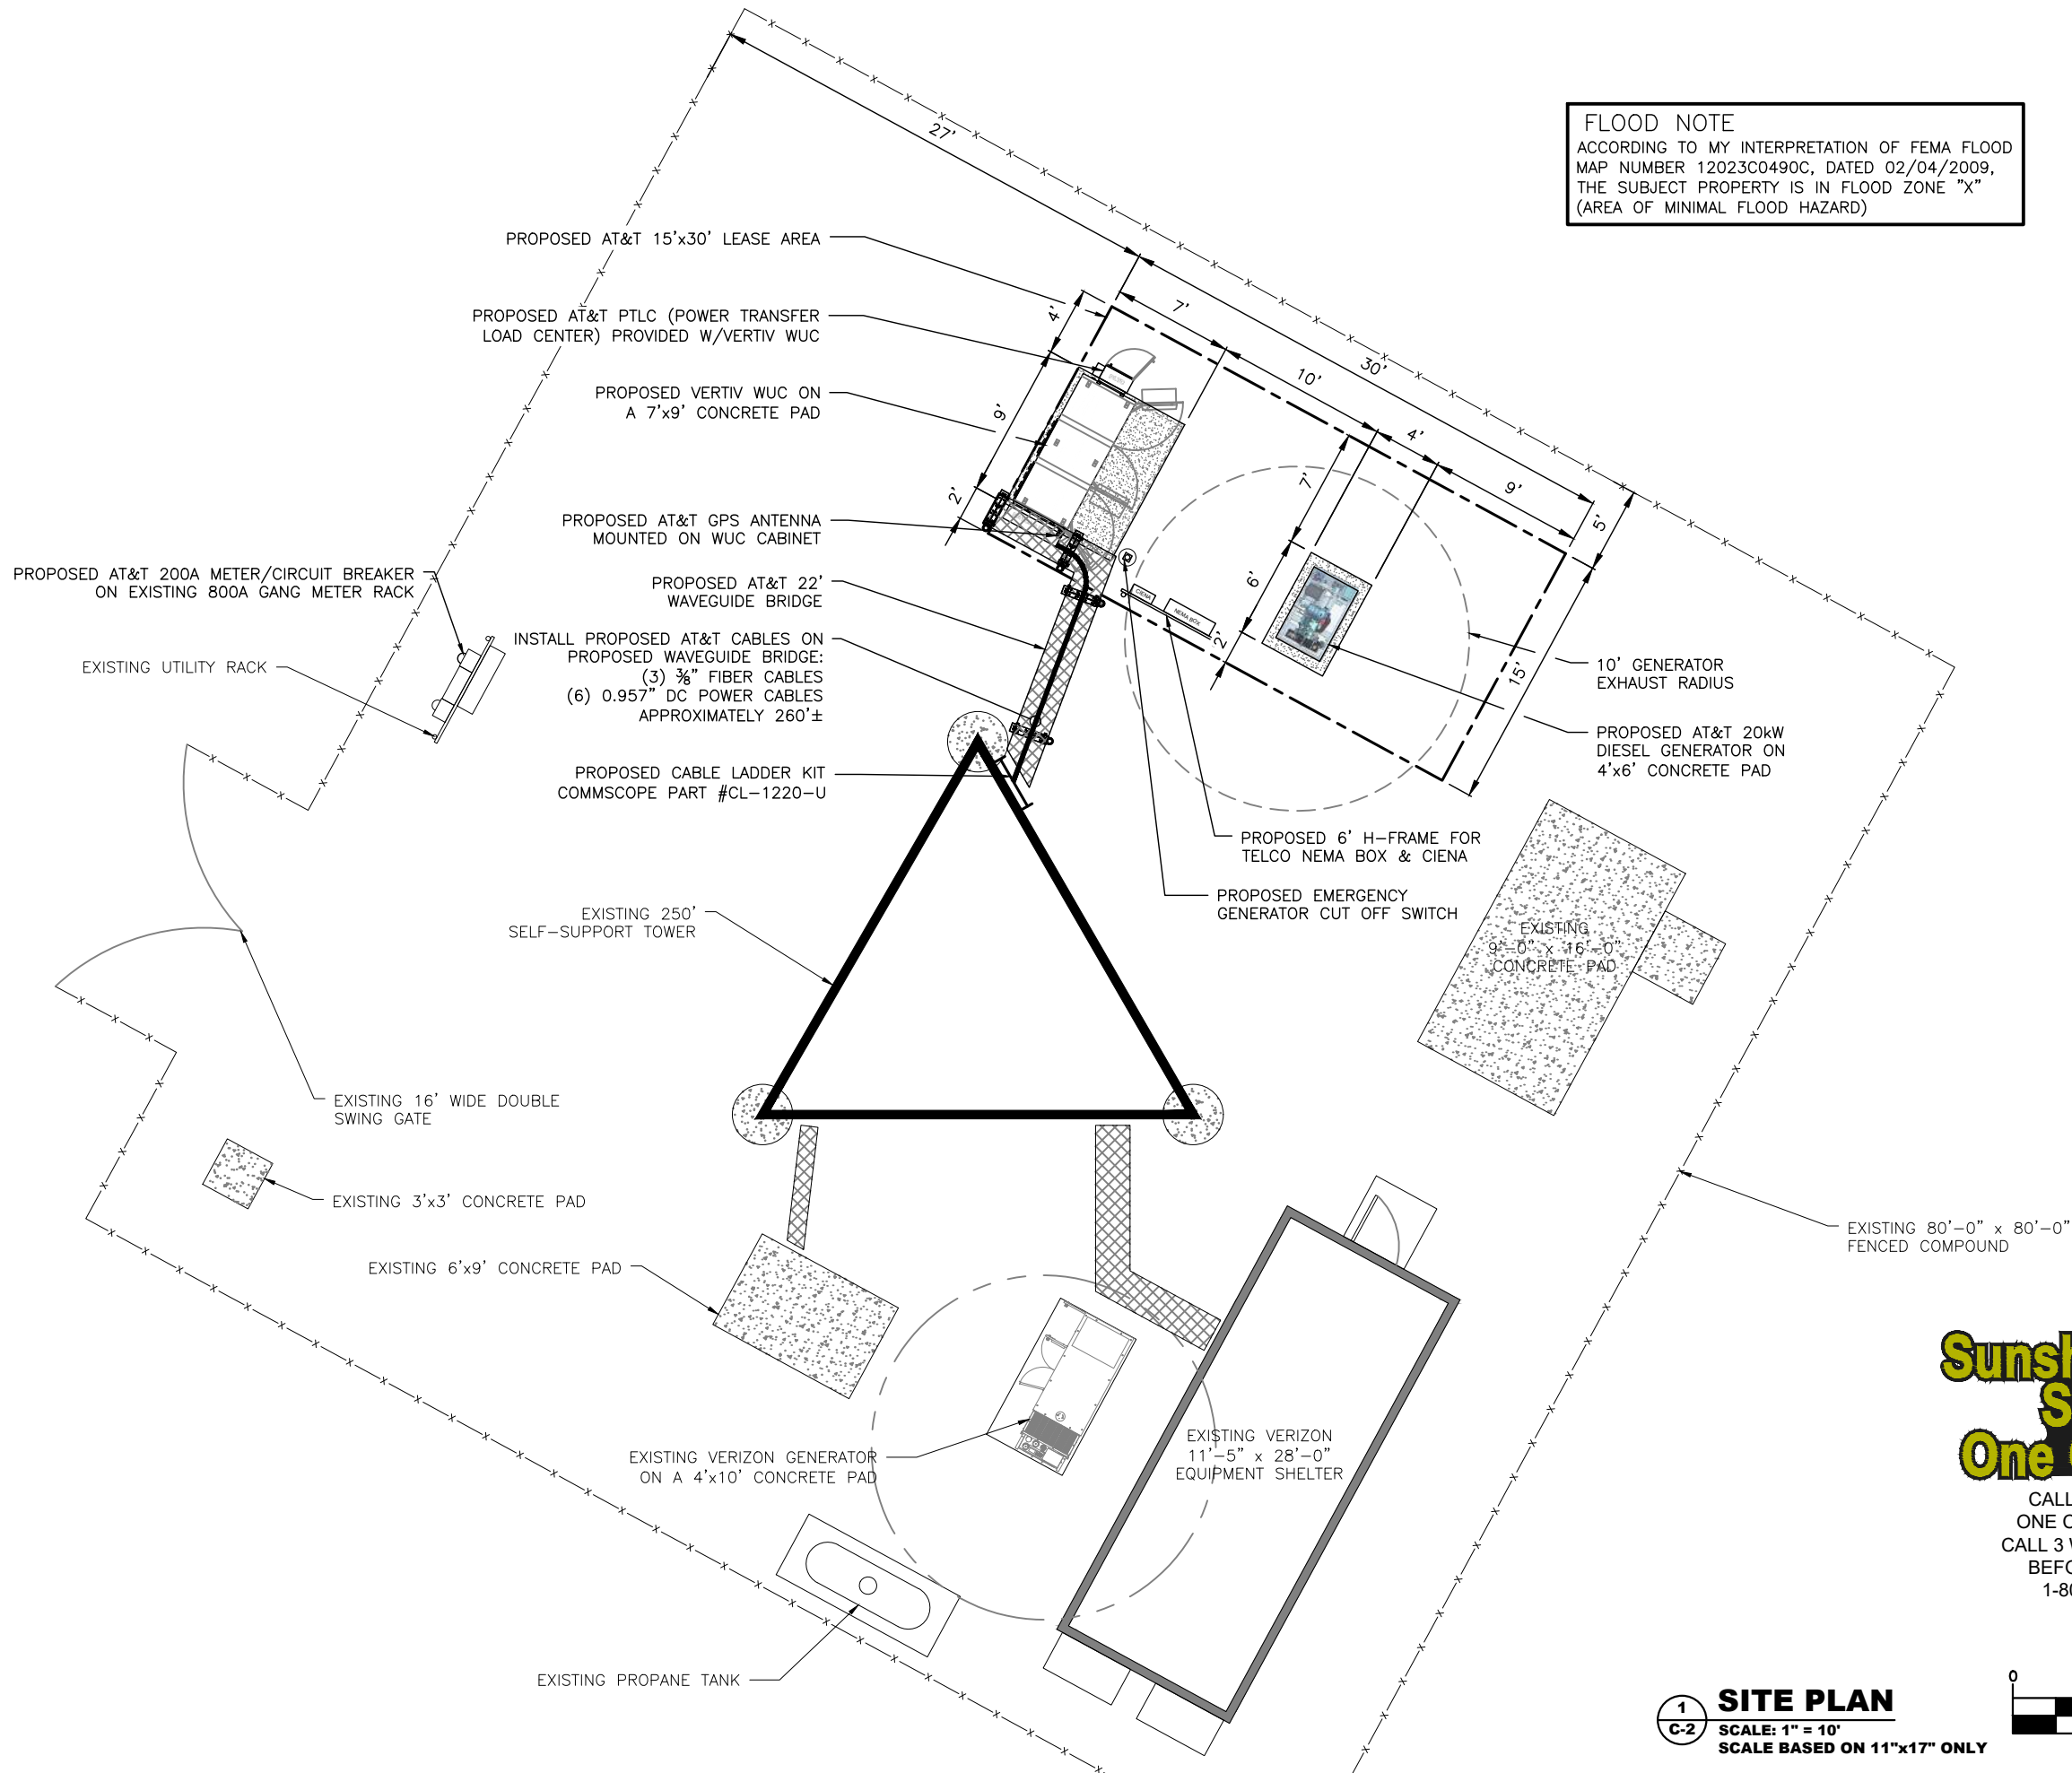 FLOOD NOTE
ACCORDING TO MY INTERPRETATION OF FEMA FLOOD
MAP NUMBER 12023C0490C, DATED 02/04/2009,
THE SUBJECT PROPERTY IS IN FLOOD ZONE "X"
(AREA OF MINIMAL FLOOD HAZARD)
27'
PROPOSED AT&T 15'x30' LEASE AREA
PROPOSED AT&T PTLC (POWER TRANSFER
LOAD CENTER) PROVIDED W/VERTIV WUC
PROPOSED VERTIV WUC ON
A 7'x9' CONCRETE PAD
PROPOSED AT&T GPS ANTENNA
MOUNTED ON WUC CABINET
PROPOSED AT&T 200A METER/CIRCUIT BREAKER
ON EXISTING 800A GANG METER RACK
PROPOSED AT&T 22'
WAVEGUIDE BRIDGE
INSTALL PROPOSED AT&T CABLES ON
PROPOSED WAVEGUIDE BRIDGE:
(3) ⅜" FIBER CABLES
(6) 0.957" DC POWER CABLES
APPROXIMATELY 260'±
EXISTING UTILITY RACK
PROPOSED CABLE LADDER KIT
COMMSCOPE PART #CL-1220-U
4'
9'
2'
7'
30'
10'
4'
9'
5'
7'
6'
2'
15'
CIENA
NEMA BOX
10' GENERATOR
EXHAUST RADIUS
PROPOSED AT&T 20kW
DIESEL GENERATOR ON
4'x6' CONCRETE PAD
PROPOSED 6' H-FRAME FOR
TELCO NEMA BOX & CIENA
PROPOSED EMERGENCY
GENERATOR CUT OFF SWITCH
EXISTING 250'
SELF-SUPPORT TOWER
EXISTING
9'-0" x 16'-0"
CONCRETE PAD
EXISTING 16' WIDE DOUBLE
SWING GATE
EXISTING 3'x3' CONCRETE PAD
EXISTING 6'x9' CONCRETE PAD
EXISTING 80'-0" x 80'-0"
FENCED COMPOUND
EXISTING VERIZON GENERATOR
ON A 4'x10' CONCRETE PAD
EXISTING VERIZON
11'-5" x 28'-0"
EQUIPMENT SHELTER
EXISTING PROPANE TANK
One
CALL
ONE
CALL 3
1
C-2
SITE PLAN
SCALE: 1" = 10'
SCALE BASED ON 11"x17" ONLY
0